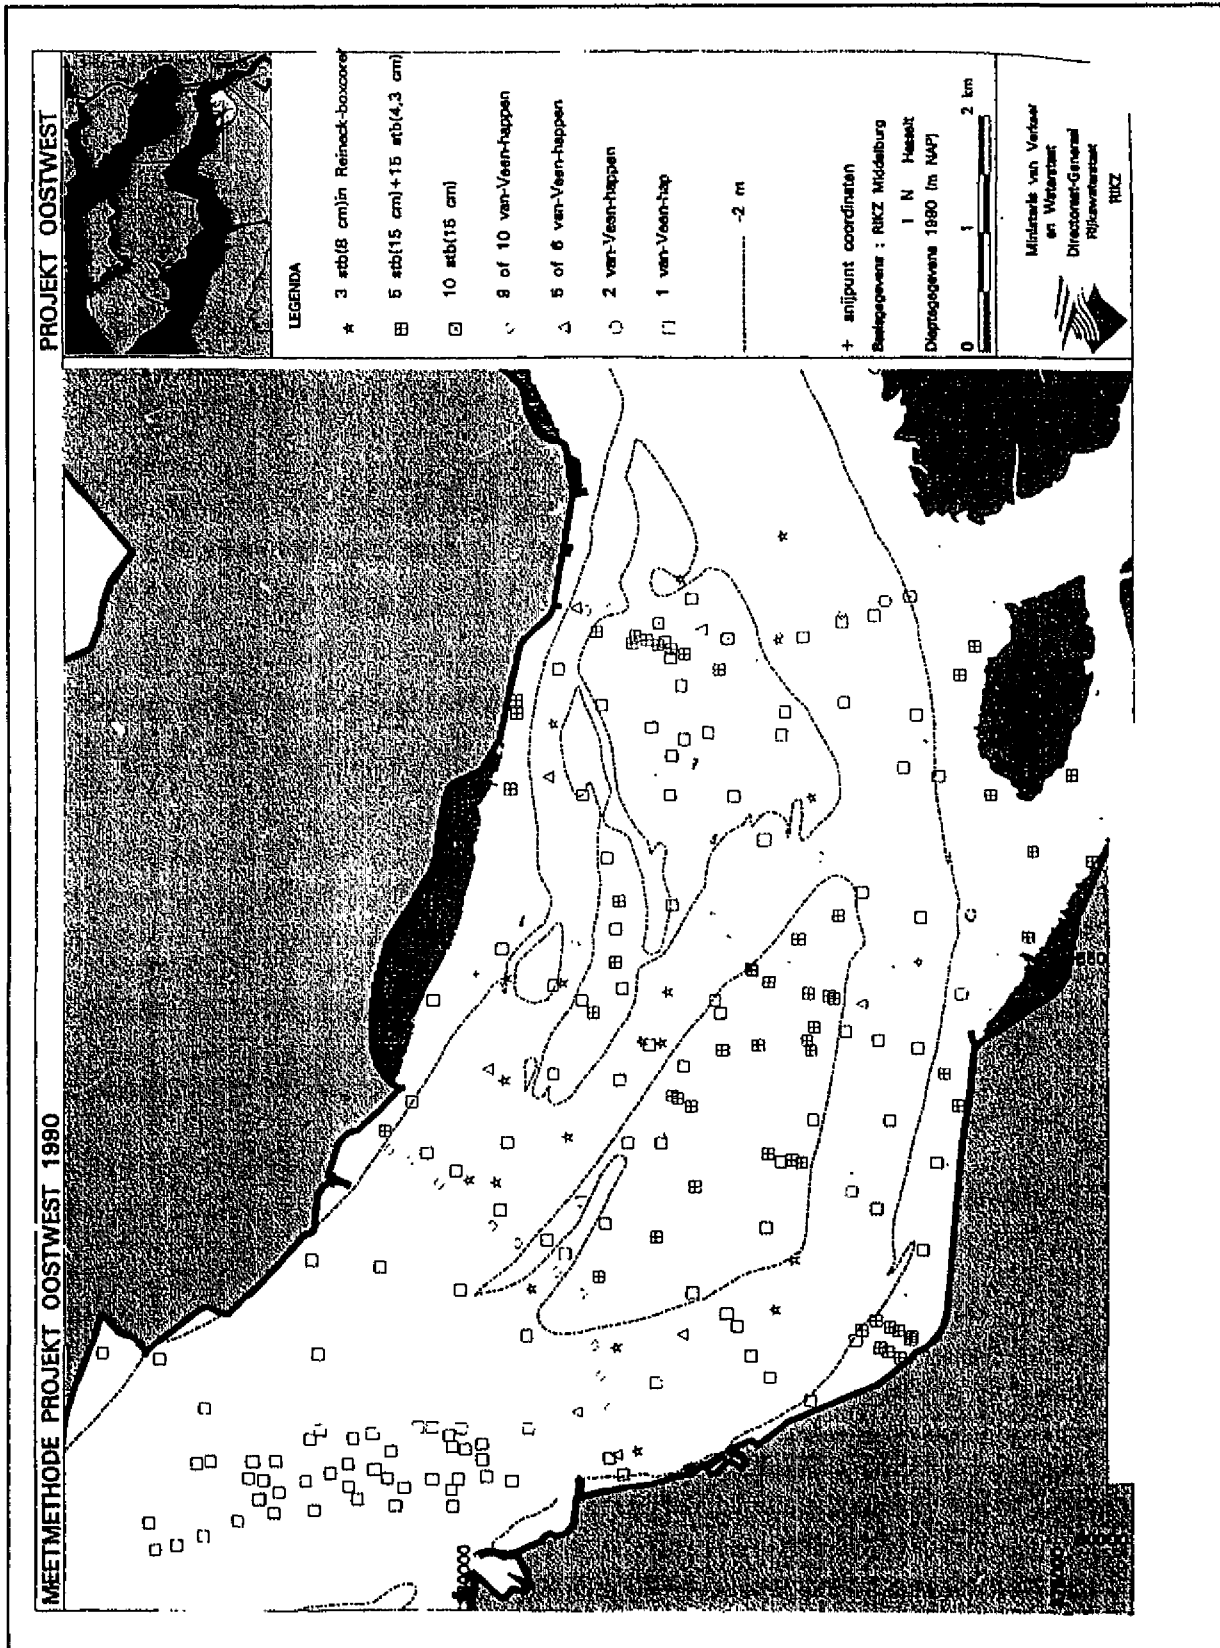 MEETMETHODE PROJEKT OOSTWEST 1990
PROJEKT OOSTWEST
LEGENDA
3 stb(8 cm)in Reineck-boxcorer
5 stb(15 cm)+15 stb(4,3 cm)
10 stb(15 cm)
9 of 10 van-Veen-happen
5 of 6 van-Veen-happen
2 van-Veen-happen
1 van-Veen-hap
-2 m
+ snijpunt coordinaten
Basisgegevens : RIKZ Middelburg
I N Hasselt
Dieptegegevens 1990 (m NAP)
0 1 2 km
Ministerie van Verkeer
en Waterstaat
Directoraat-Generaal
Rijkswaterstaat
RIKZ